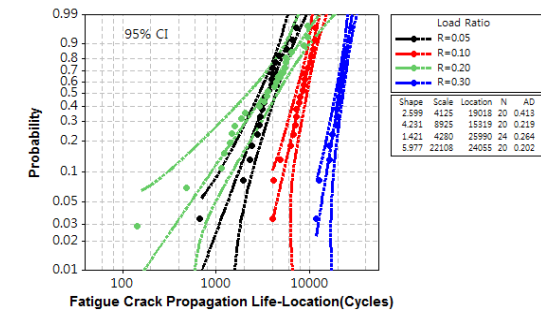 0.99
0.9
0.8
0.7
0.6
0.5
0.4
0.3
0.2
0.1
0.05
0.03
0.02
0.01
Probability
95% CI
100
1000
10000
Fatigue Crack Propagation Life-Location(Cycles)
Load Ratio
R=0.05
R=0.10
R=0.20
R=0.30
Shape Scale Location N AD
2.599 4125 19018 20 0.413
4.231 8925 15319 20 0.219
1.421 4280 25990 24 0.264
5.977 22108 24055 20 0.202